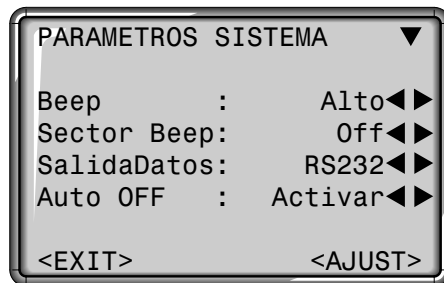 PARAMETROS SISTEMA ▼
Beep : Alto◀▶
Sector Beep: Off◀▶
SalidaDatos: RS232◀▶
Auto OFF : Activar◀▶
<EXIT> <AJUST>